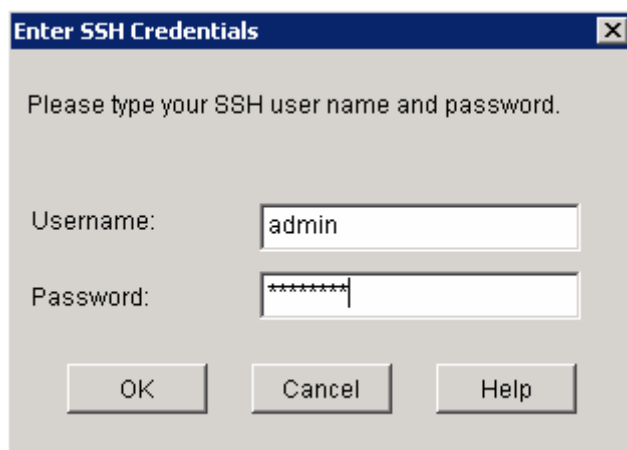 Enter SSH Credentials
Please type your SSH user name and password.
Username: admin
Password: ********
OK Cancel Help